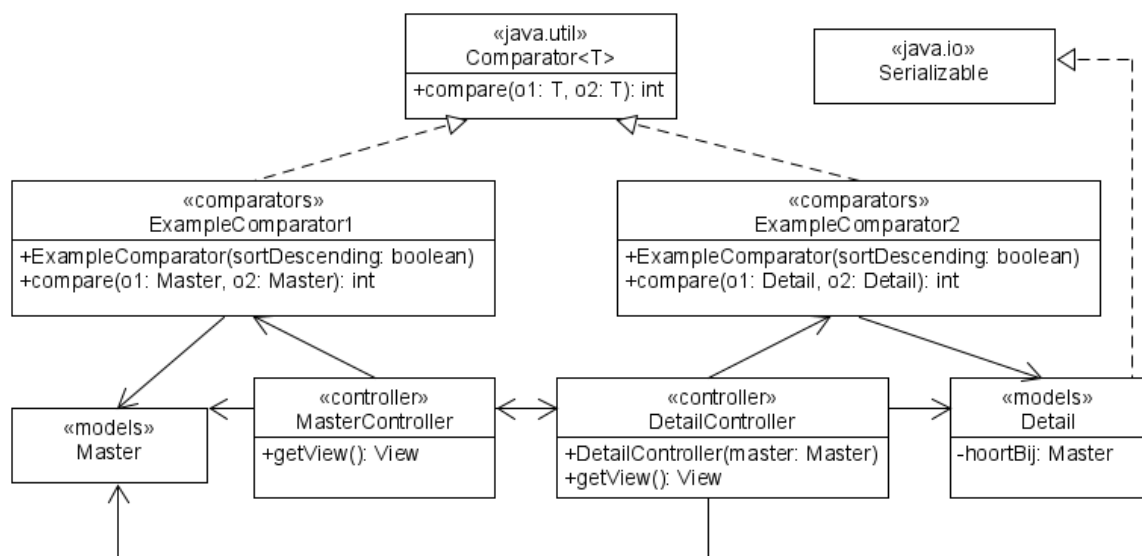 «java.util»
Comparator<T>
+compare(o1: T, o2: T): int
«java.io»
Serializable
«comparators»
ExampleComparator1
+ExampleComparator(sortDescending: boolean)
+compare(o1: Master, o2: Master): int
«comparators»
ExampleComparator2
+ExampleComparator(sortDescending: boolean)
+compare(o1: Detail, o2: Detail): int
«models»
Master
«controller»
MasterController
+getView(): View
«controller»
DetailController
+DetailController(master: Master)
+getView(): View
«models»
Detail
-hoortBij: Master